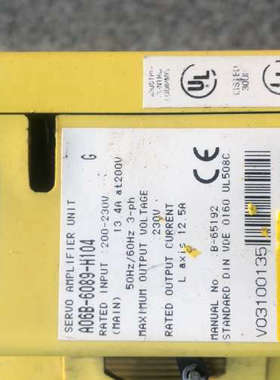 SERVO AMPLIFIER UNIT
A06B-6089-H104 G
RATED INPUT :200-230V
(MAIN) 13.4A at200V
50Hz/60Hz 3-ph
MAXIMUM OUTPUT VOLTAGE
230V
RATED OUTPUT CURRENT
L axis 12.5A
MANUAL No. B-65192
STANDARD DIN VDE 0160 UL508C
CE
V03100135
UL
LISTED
UL